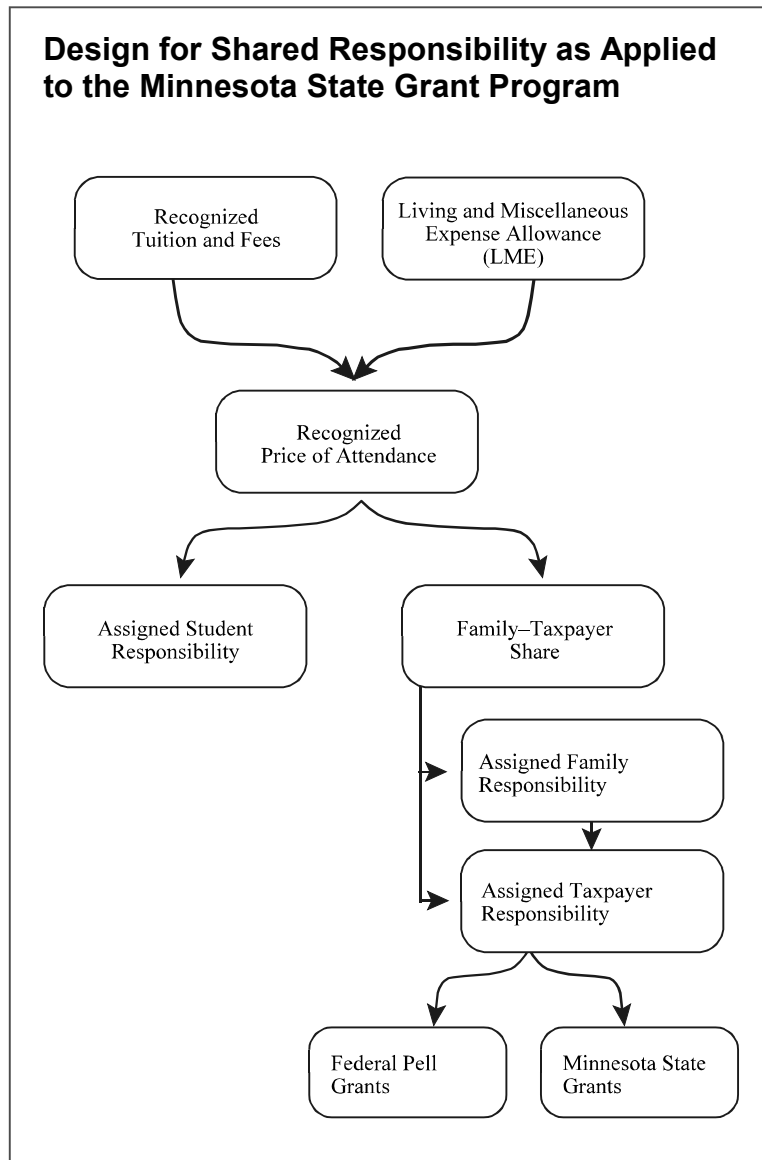 Design for Shared Responsibility as Applied
to the Minnesota State Grant Program
Recognized
Tuition and Fees
Living and Miscellaneous
Expense Allowance
(LME)
Recognized
Price of Attendance
Assigned Student
Responsibility
Family–Taxpayer
Share
Assigned Family
Responsibility
Assigned Taxpayer
Responsibility
Federal Pell
Grants
Minnesota State
Grants